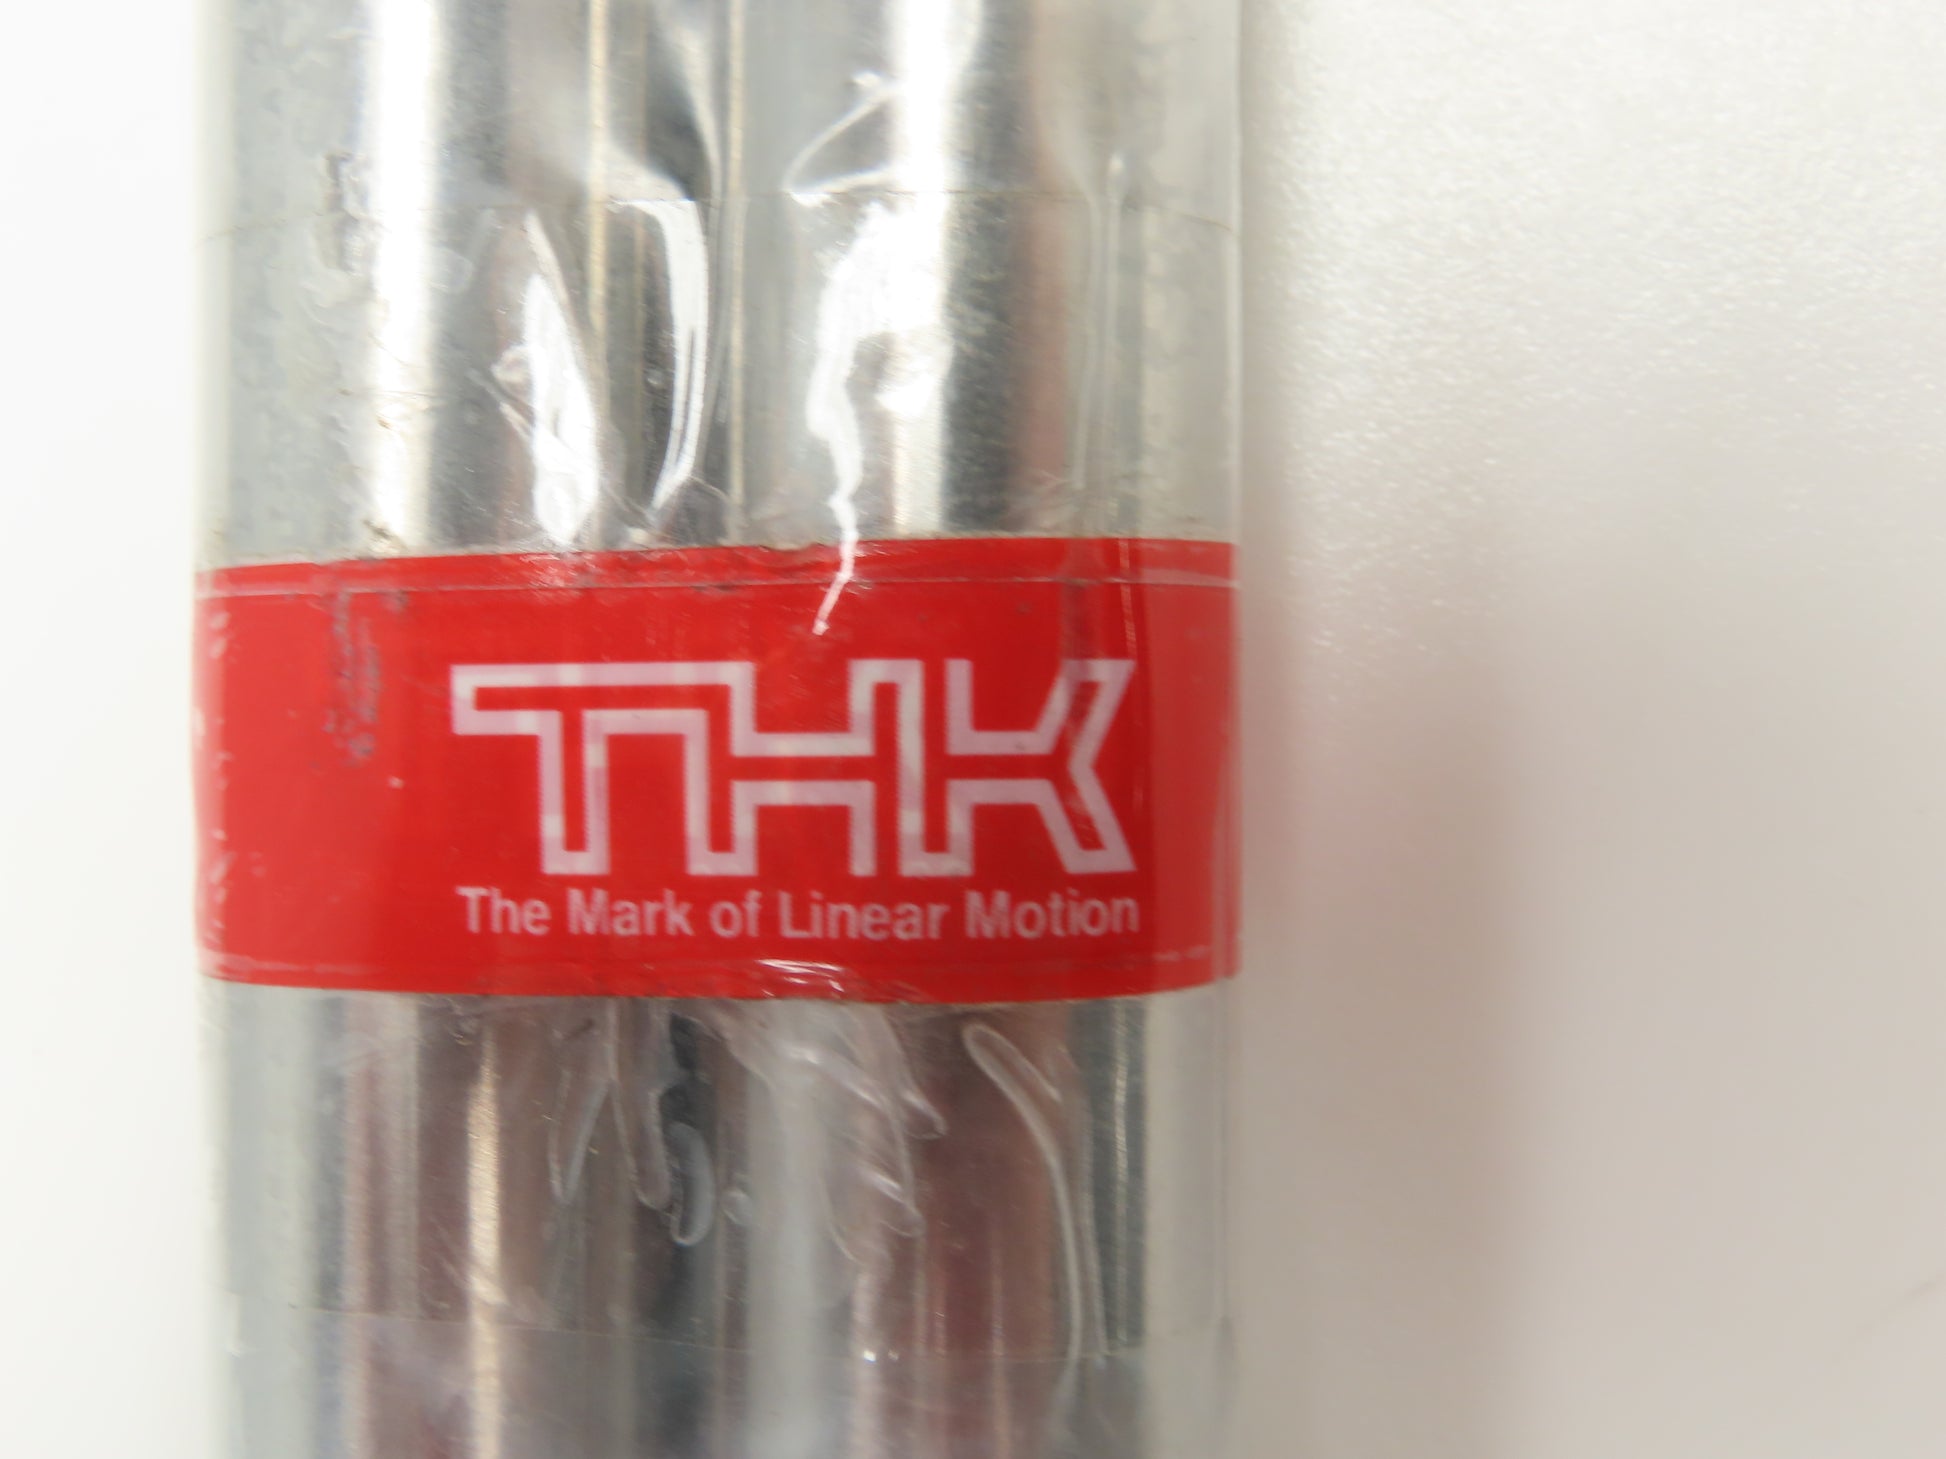 THK
The Mark of Linear Motion